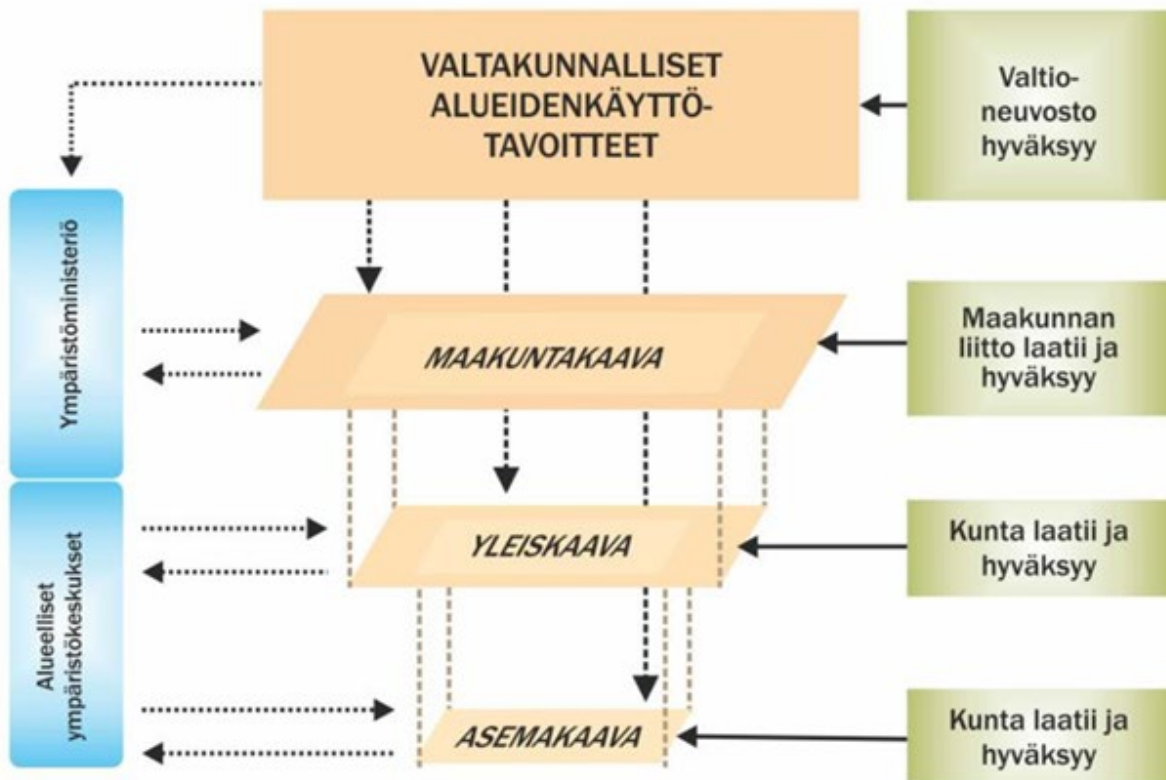 VALTAKUNNALLISET
ALUEIDENKÄYTTÖ-
TAVOITTEET
Valtio-
neuvosto
hyväksyy
Ympäristöministeriö
MAAKUNTAKAAVA
Maakunnan
liitto laatii ja
hyväksyy
YLEISKAAVA
Kunta laatii ja
hyväksyy
Alueelliset
ympäristökeskukset
ASEMAKAAVA
Kunta laatii ja
hyväksyy